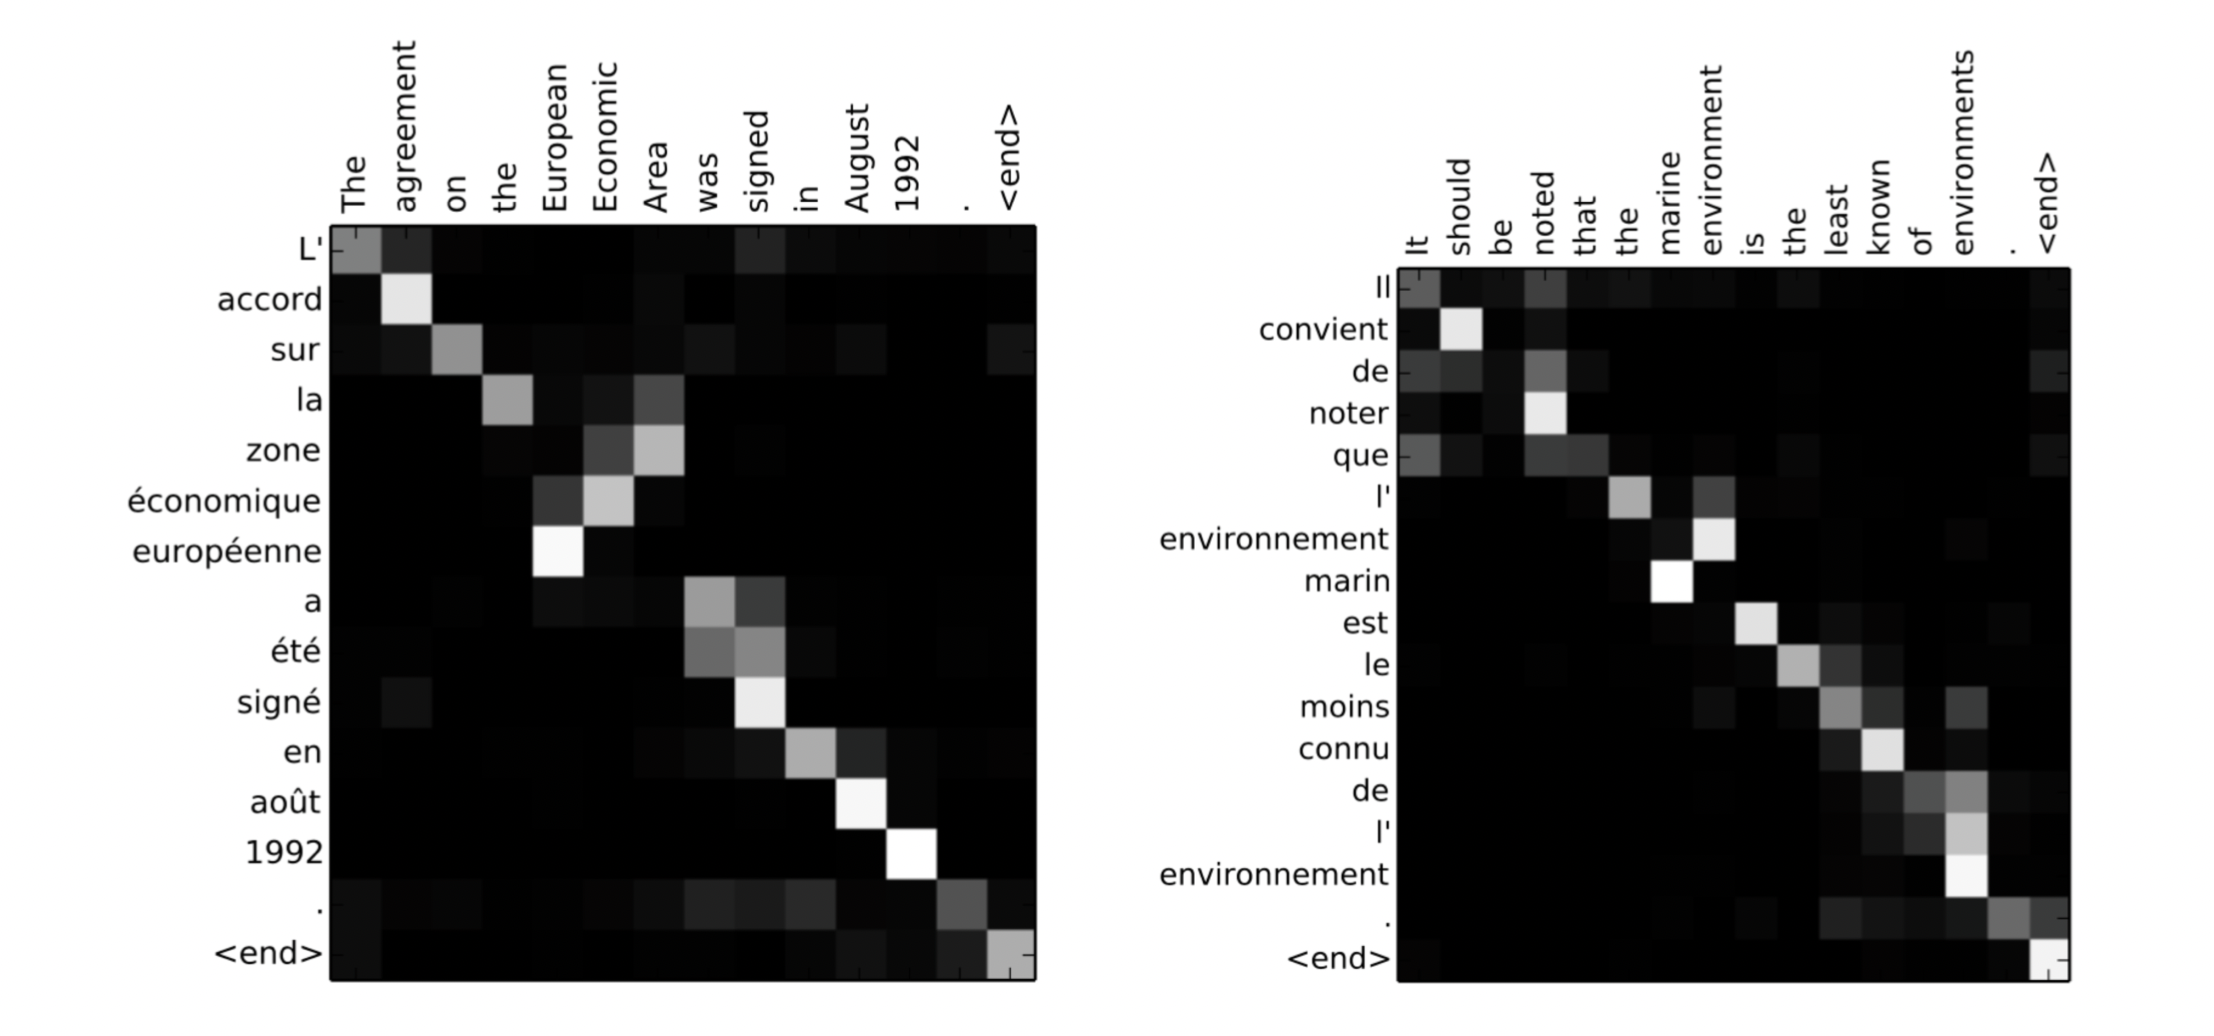 The agreement on the European Economic Area was signed in August 1992 . <end>
L'
accord
sur
la
zone
économique
européenne
a
été
signé
en
août
1992
.
<end>
It should be noted that the marine environment is the least known of environments . <end>
Il
convient
de
noter
que
l'
environnement
marin
est
le
moins
connu
de
l'
environnement
.
<end>